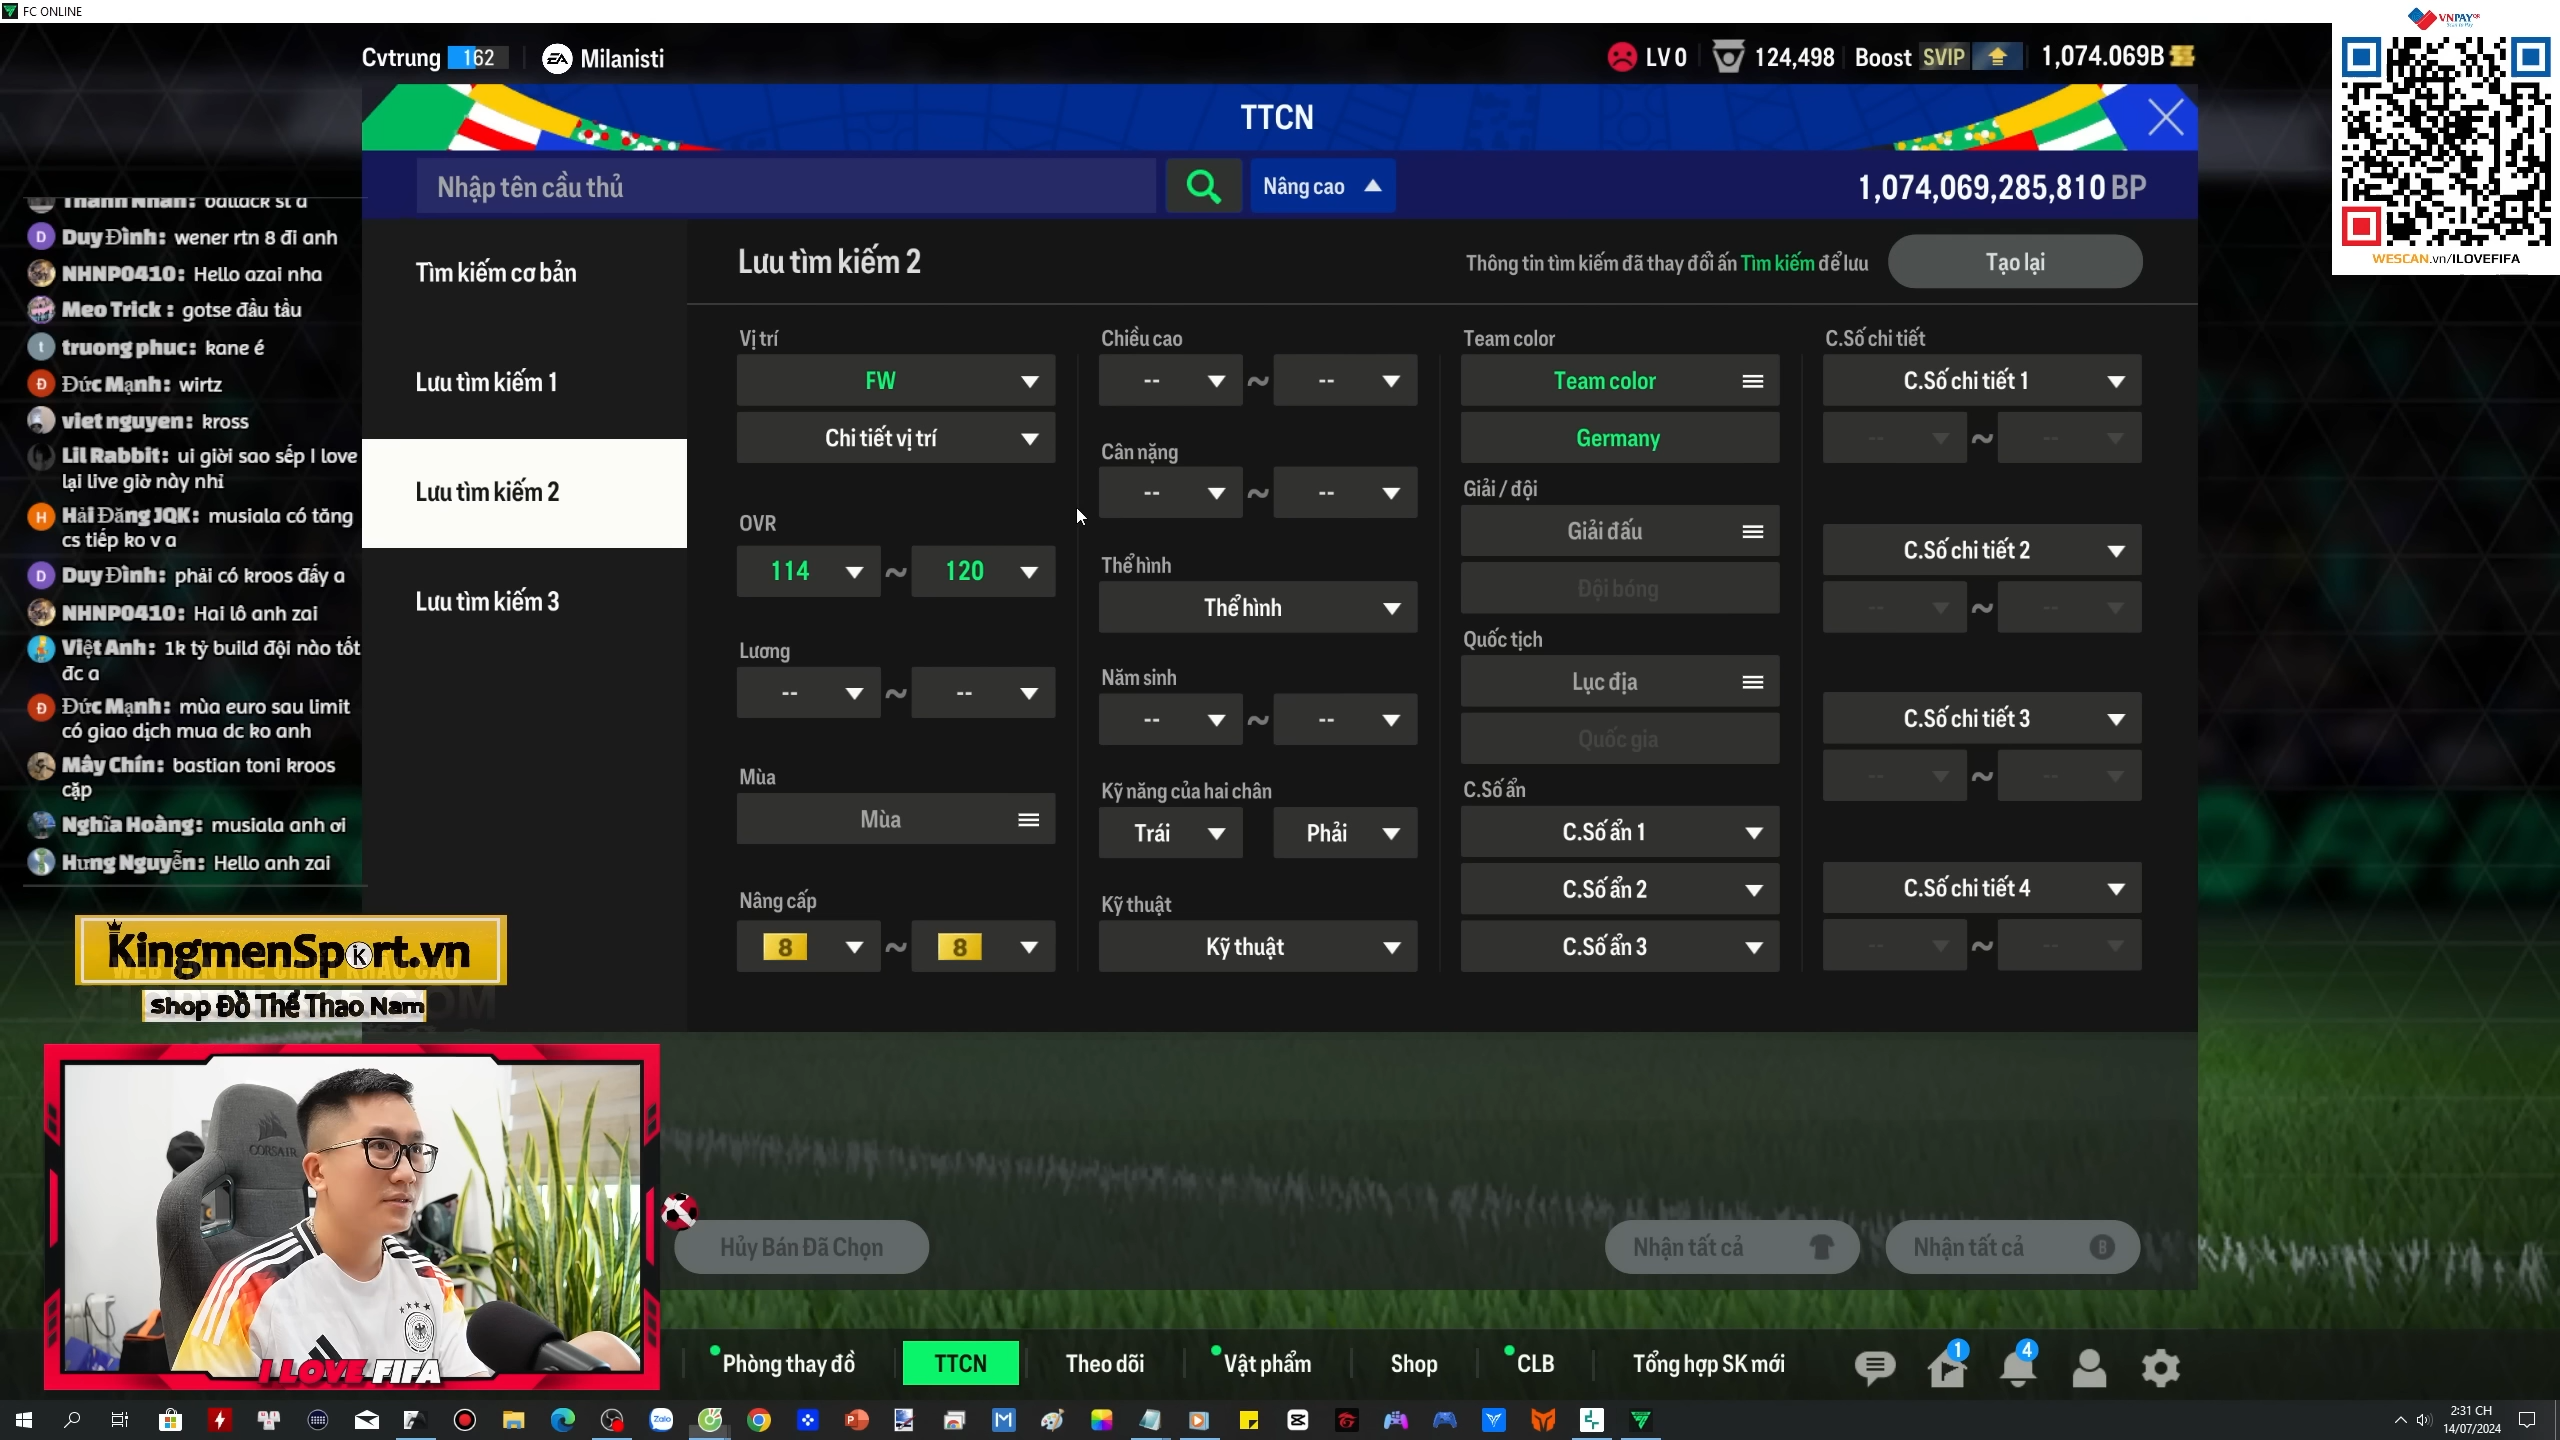 FC ONLINE
Cvtrung 162 EA Milanisti
LV 0 124,498 Boost SVIP 1,074.069B
VNPAY
TTCN
Nhập tên cầu thủ
Nâng cao
1,074,069,285,810 BP
WESCAN.vn/ILOVEFIFA
Tìm kiếm cơ bản
Lưu tìm kiếm 1
Lưu tìm kiếm 2
Lưu tìm kiếm 3
Lưu tìm kiếm 2
Thông tin tìm kiếm đã thay đổi ấn Tìm kiếm để lưu
Tạo lại
Vị trí
FW
Chi tiết vị trí
OVR
114 ~ 120
Lương
-- ~ --
Mùa
Mùa
Nâng cấp
8 ~ 8
Chiều cao
-- ~ --
Cân nặng
-- ~ --
Thể hình
Thể hình
Năm sinh
-- ~ --
Kỹ năng của hai chân
Trái Phải
Kỹ thuật
Kỹ thuật
Team color
Team color
Germany
Giải / đội
Giải đấu
Đội bóng
Quốc tịch
Lục địa
Quốc gia
C.Số ẩn
C.Số ẩn 1
C.Số ẩn 2
C.Số ẩn 3
C.Số chi tiết
C.Số chi tiết 1
-- ~ --
C.Số chi tiết 2
-- ~ --
C.Số chi tiết 3
-- ~ --
C.Số chi tiết 4
-- ~ --
Thanh Nhan: ballack st a
Duy Đình: wener rtn 8 đi anh
NHNP0410: Hello azai nha
Meo Trick : gotse đầu tầu
truong phuc: kane é
Đức Mạnh: wirtz
viet nguyen: kross
Lil Rabbit: ui giời sao sếp I love
lại live giờ này nhỉ
Hải Đăng JQK: musiala có tăng
cs tiếp ko v a
Duy Đình: phải có kroos đấy a
NHNP0410: Hai lô anh zai
Việt Anh: 1k tỷ build đội nào tốt
đc a
Đức Mạnh: mùa euro sau limit
có giao dịch mua dc ko anh
Mây Chín: bastian toni kroos
cặp
Nghĩa Hoàng: musiala anh ơi
Hưng Nguyễn: Hello anh zai
KingmenSport.vn
Shop Đồ Thể Thao Nam
CORSAIR
I LOVE FIFA
Hủy Bán Đã Chọn
Nhận tất cả
Nhận tất cả B
Phòng thay đồ
TTCN
Theo dõi
Vật phẩm
Shop
CLB
Tổng hợp SK mới
1
4
Zalo
2:31 CH
14/07/2024